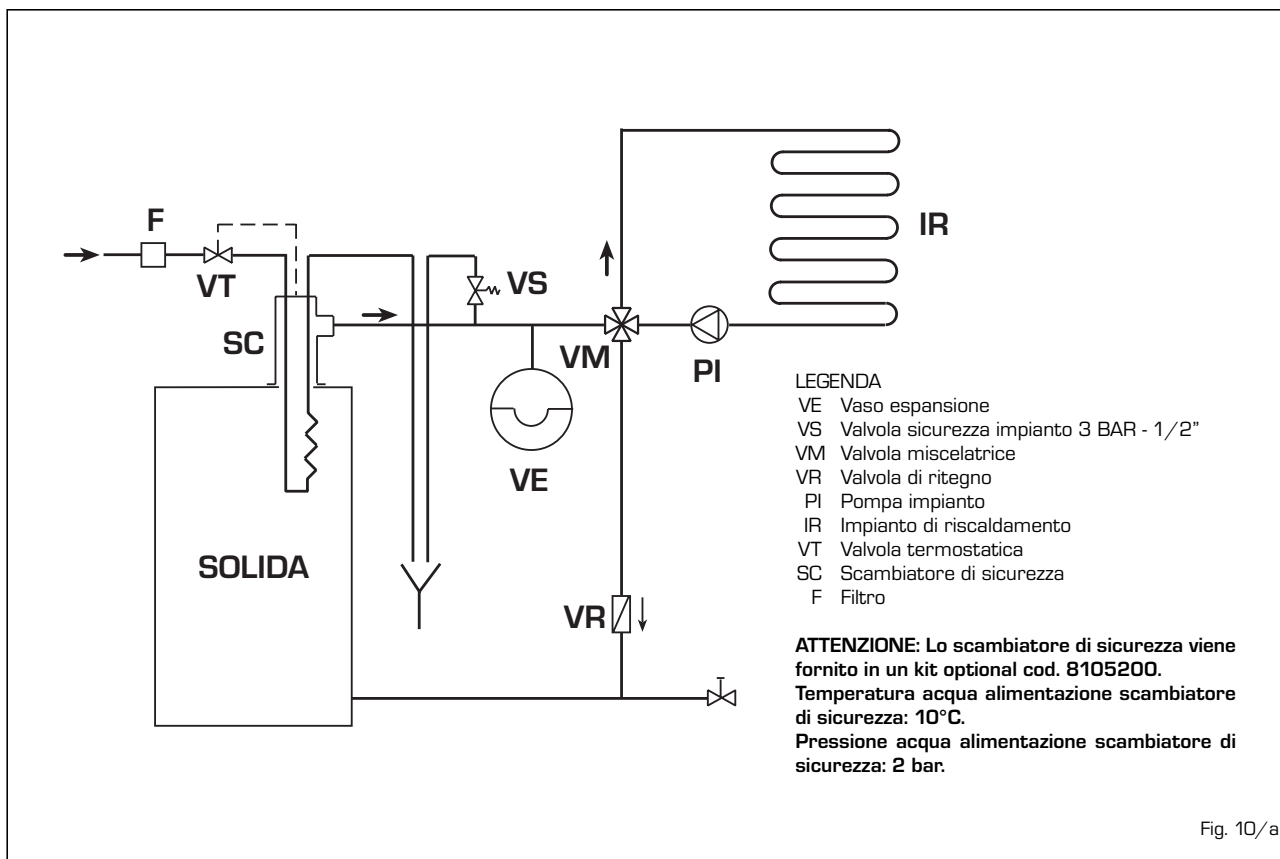 F
VT
SC
VS
IR
VM
PI
VE
SOLIDA
VR
LEGENDA
VE Vaso espansione
VS Valvola sicurezza impianto 3 BAR - 1/2”
VM Valvola miscelatrice
VR Valvola di ritegno
PI Pompa impianto
IR Impianto di riscaldamento
VT Valvola termostatica
SC Scambiatore di sicurezza
F Filtro
ATTENZIONE: Lo scambiatore di sicurezza viene
fornito in un kit optional cod. 8105200.
Temperatura acqua alimentazione scambiatore
di sicurezza: 10°C.
Pressione acqua alimentazione scambiatore di
sicurezza: 2 bar.
Fig. 10/a